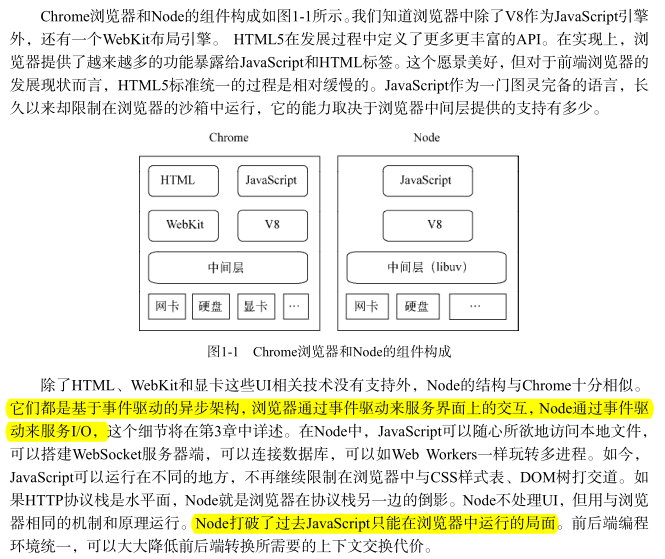 Chrome浏览器和Node的组件构成如图1-1所示。我们知道浏览器中除了V8作为JavaScript引擎
外，还有一个WebKit布局引擎。 HTML5在发展过程中定义了更多更丰富的API。在实现上，浏
览器提供了越来越多的功能暴露给JavaScript和HTML标签。这个愿景美好，但对于前端浏览器的
发展现状而言，HTML5标准统一的过程是相对缓慢的。JavaScript作为一门图灵完备的语言，长
久以来却限制在浏览器的沙箱中运行，它的能力取决于浏览器中间层提供的支持有多少。
Chrome
HTML
JavaScript
WebKit
V8
中间层
网卡
硬盘
显卡
…
Node
JavaScript
V8
中间层（libuv）
网卡
硬盘
…
图1-1 Chrome浏览器和Node的组件构成
除了HTML、WebKit和显卡这些UI相关技术没有支持外，Node的结构与Chrome十分相似。
它们都是基于事件驱动的异步架构，浏览器通过事件驱动来服务界面上的交互，Node通过事件驱
动来服务I/O，这个细节将在第3章中详述。在Node中，JavaScript可以随心所欲地访问本地文件，
可以搭建WebSocket服务器端，可以连接数据库，可以如Web Workers一样玩转多进程。如今，
JavaScript可以运行在不同的地方，不再继续限制在浏览器中与CSS样式表、DOM树打交道。如
果HTTP协议栈是水平面，Node就是浏览器在协议栈另一边的倒影。Node不处理UI，但用与浏览
器相同的机制和原理运行。Node打破了过去JavaScript只能在浏览器中运行的局面。前后端编程
环境统一，可以大大降低前后端转换所需要的上下文交换代价。